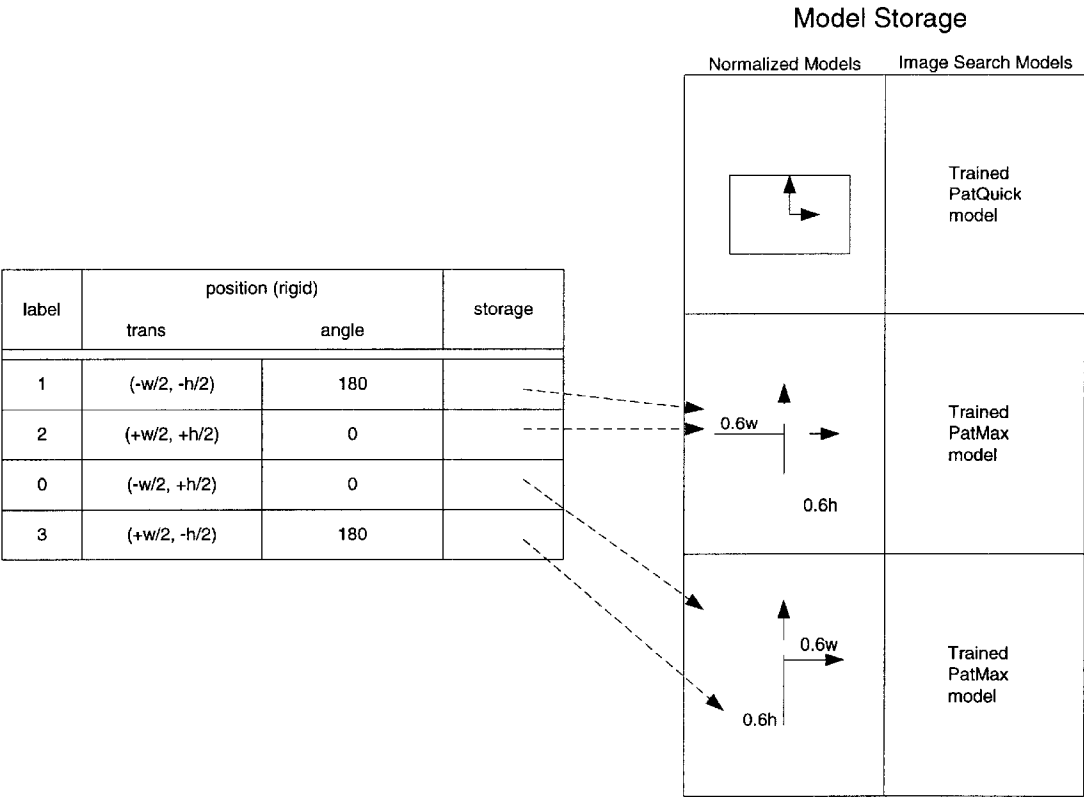 Model Storage
Normalized Models Image Search Models
Trained
PatQuick
model
label position (rigid) storage
trans angle
1 (-w/2, -h/2) 180
2 (+w/2, +h/2) 0
0 (-w/2, +h/2) 0
3 (+w/2, -h/2) 180
0.6w
0.6h
Trained
PatMax
model
0.6w
0.6h
Trained
PatMax
model